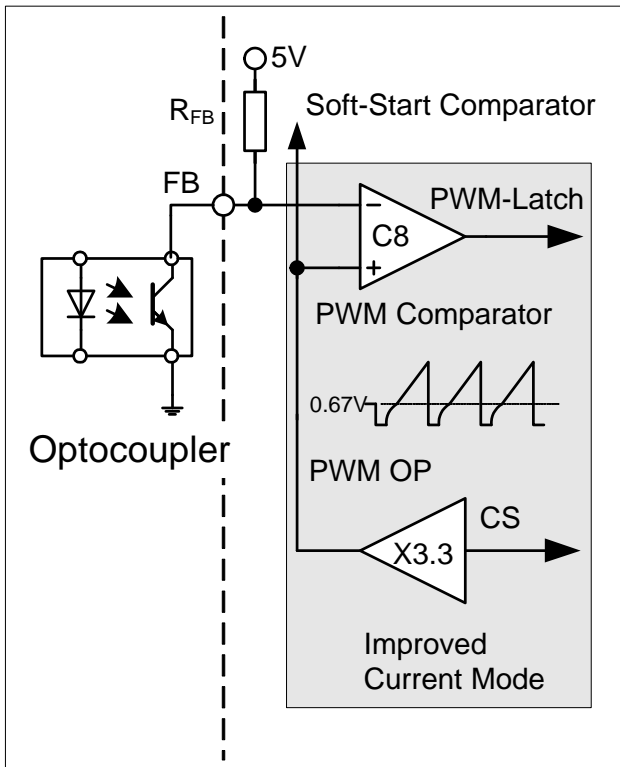 5V
RFB
Soft-Start Comparator
FB
PWM-Latch
−
C8
+
PWM Comparator
0.67V
Optocoupler
PWM OP
CS
X3.3
Improved
Current Mode